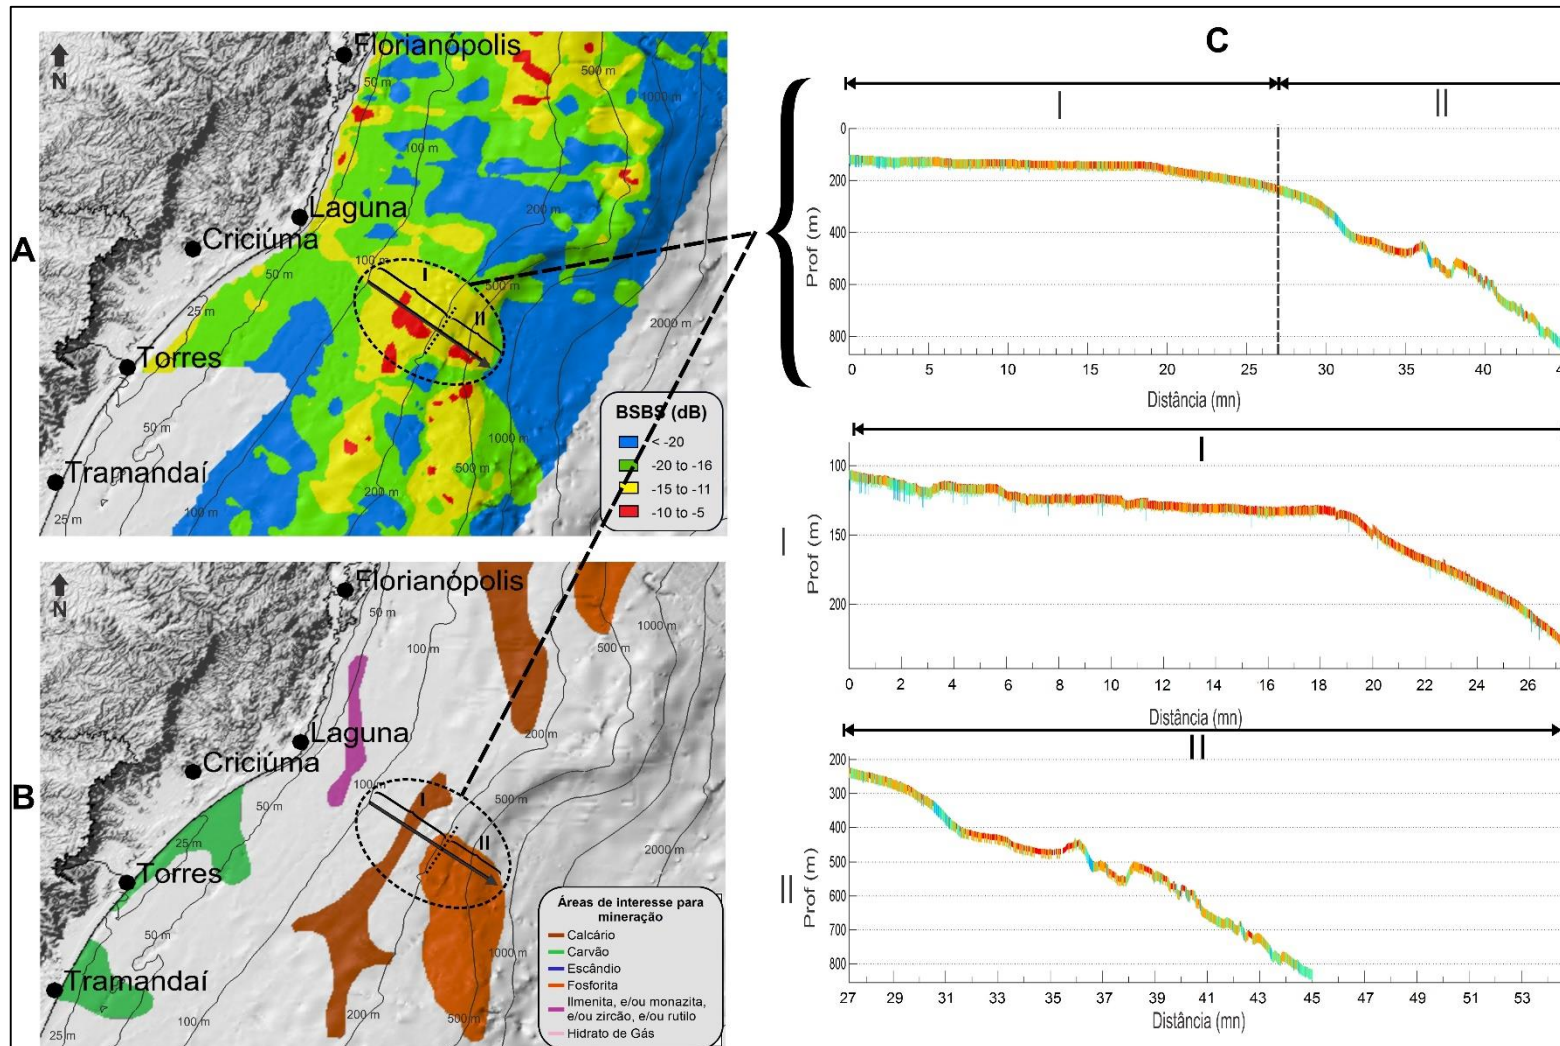 A
N
Florianópolis
50 m
500 m
1000 m
100 m
Laguna
200 m
Criciúma
100 m
50 m
I
500 m
25 m
II
2000 m
Torres
BSBS (dB)
< -20
-20 to -16
-15 to -11
-10 to -5
50 m
1000 m
Tramandaí
500 m
200 m
25 m
100 m
B
N
Florianópolis
50 m
1000 m
100 m
500 m
Laguna
200 m
Criciúma
100 m
50 m
I
500 m
25 m
II
2000 m
Torres
Áreas de interesse para
mineração
Calcário
Carvão
Escândio
Fosforita
Ilmenita, e/ou monazita,
e/ou zircão, e/ou rutilo
Hidrato de Gás
50 m
1000 m
Tramandaí
500 m
200 m
100 m
25 m
C
I
II
Prof (m)
0
200
400
600
800
0 5 10 15 20 25 30 35 40
Distância (mn)
I
I
Prof (m)
100
150
200
0 2 4 6 8 10 12 14 16 18 20 22 24 26
Distância (mn)
II
II
Prof (m)
200
300
400
500
600
700
800
27 29 31 33 35 37 39 41 43 45 47 49 51 53
Distância (mn)